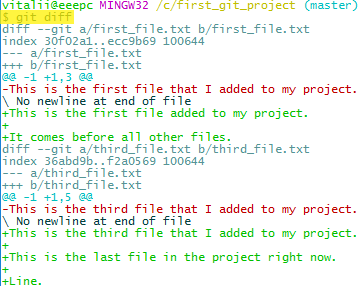 vitalii@eeepc MINGW32 /c/first_git_project (master)
$ git diff
diff --git a/first_file.txt b/first_file.txt
index 30f02a1..ecc9b69 100644
--- a/first_file.txt
+++ b/first_file.txt
@@ -1 +1,3 @@
-This is the first file that I added to my project.
\ No newline at end of file
+This is the first file added to my project.
+
+It comes before all other files.
diff --git a/third_file.txt b/third_file.txt
index 36abd9b..f2a0569 100644
--- a/third_file.txt
+++ b/third_file.txt
@@ -1 +1,5 @@
-This is the third file that I added to my project.
\ No newline at end of file
+This is the third file that I added to my project.
+
+This is the last file in the project right now.
+
+Line.